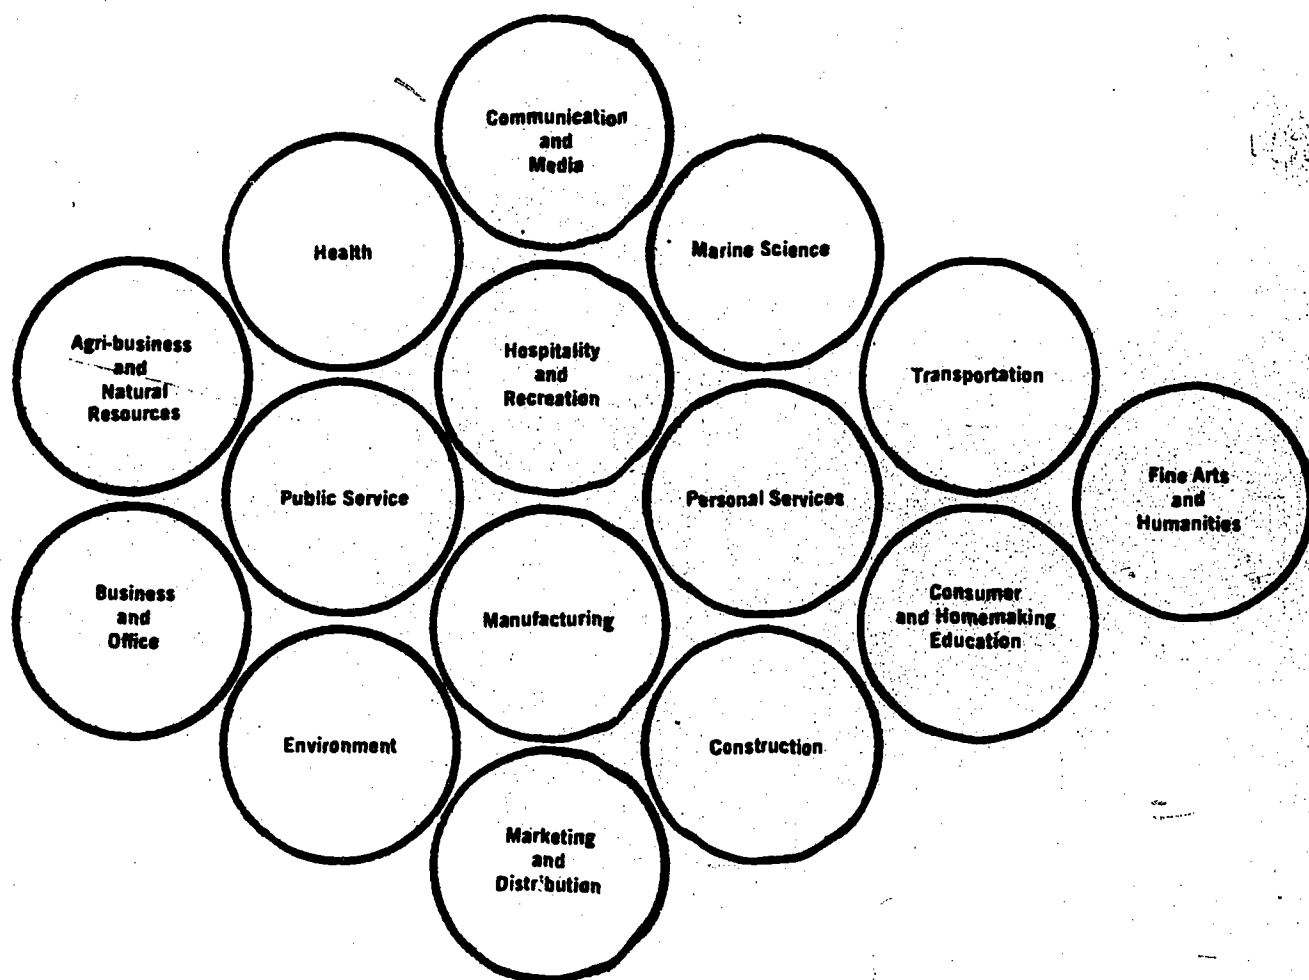 Communication
and
Media
Health
Marine Science
Agri-business
and
Natural
Resources
Hospitality
and
Recreation
Transportation
Public Service
Personal Services
Fine Arts
and
Humanities
Business
and
Office
Manufacturing
Consumer
and Homemaking
Education
Environment
Construction
Marketing
and
Distribution